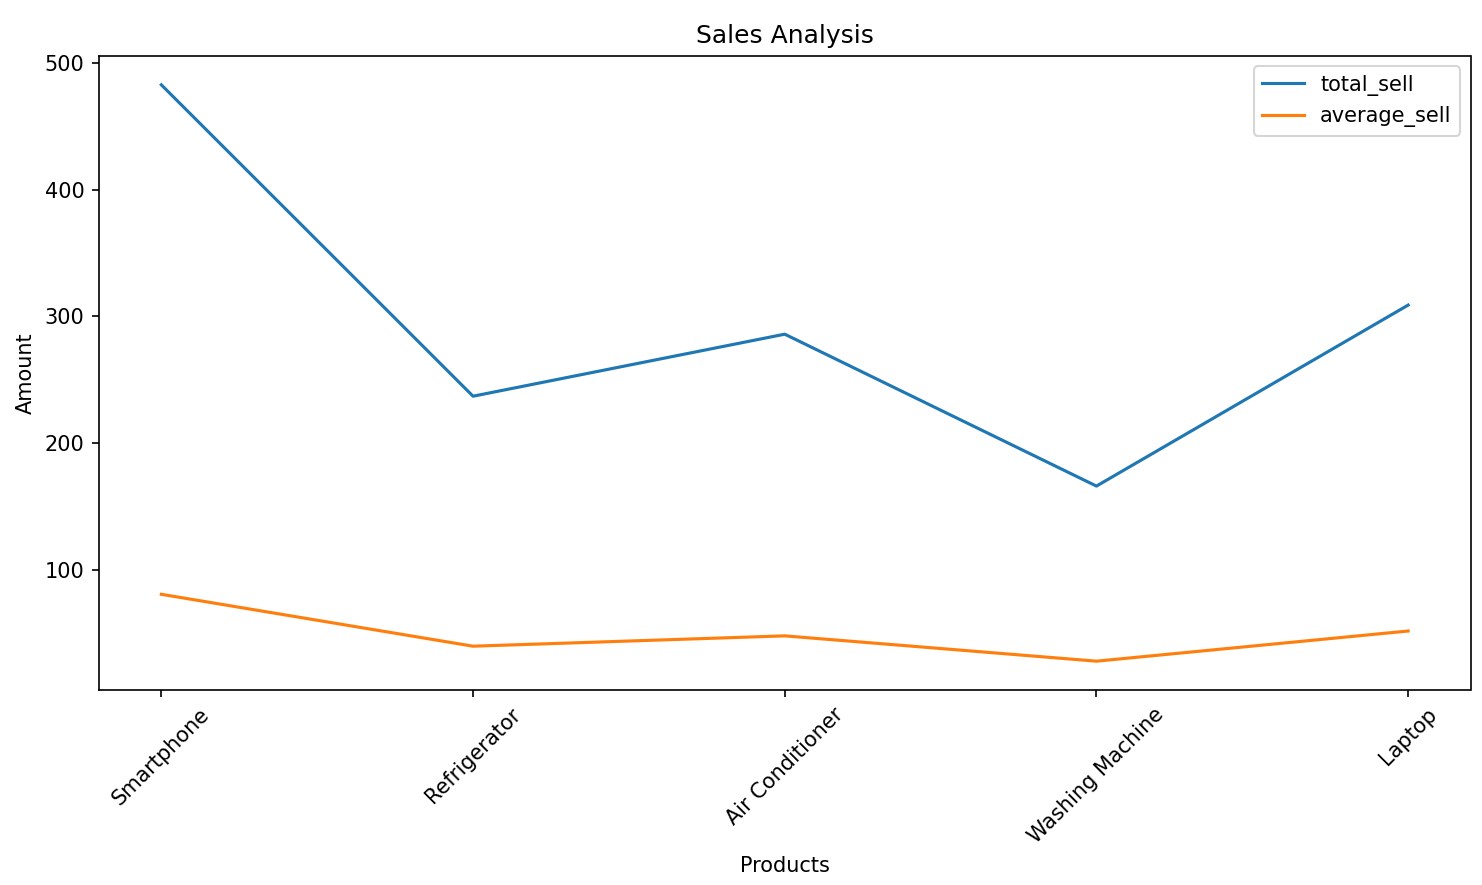 Sales Analysis
500
400
300
200
100
Amount
total_sell
average_sell
Smartphone
Refrigerator
Air Conditioner
Washing Machine
Laptop
Products